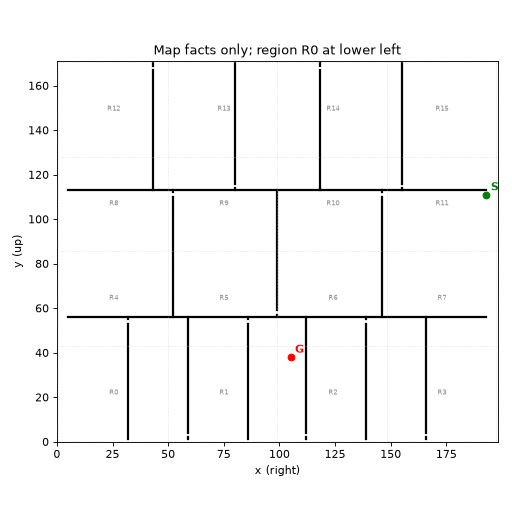 Map facts only; region R0 at lower left
160
140
120
100
80
60
40
20
0
y (up)
R12
R13
R14
R15
S
R8
R9
R10
R11
R4
R5
R6
R7
G
R0
R1
R2
R3
0
25
50
75
100
125
150
175
x (right)